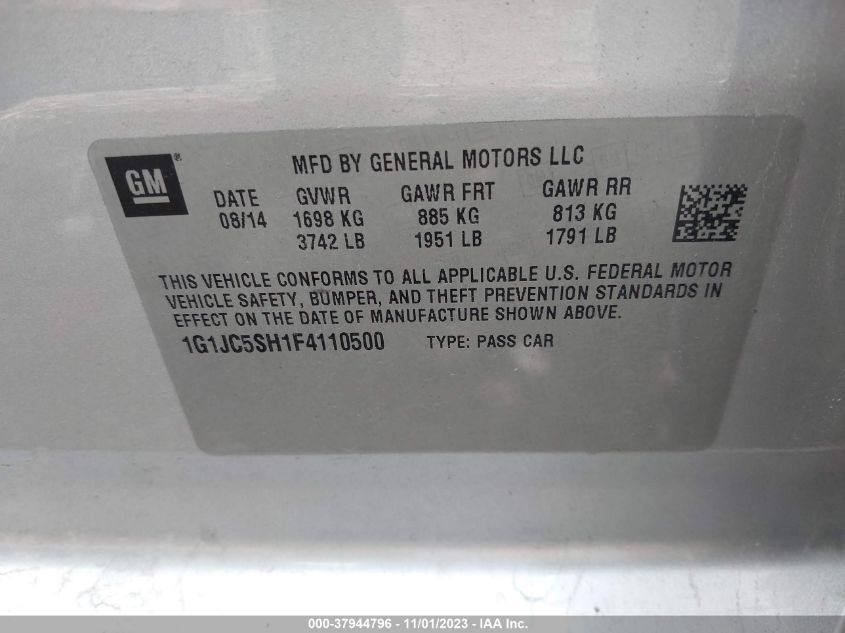 GM®
MFD BY GENERAL MOTORS LLC
DATE GVWR GAWR FRT GAWR RR
08/14 1698 KG 885 KG 813 KG
3742 LB 1951 LB 1791 LB
THIS VEHICLE CONFORMS TO ALL APPLICABLE U.S. FEDERAL MOTOR
VEHICLE SAFETY, BUMPER, AND THEFT PREVENTION STANDARDS IN
EFFECT ON THE DATE OF MANUFACTURE SHOWN ABOVE.
1G1JC5SH1F4110500 TYPE: PASS CAR
000-37944796 - 11/01/2023 - IAA Inc.